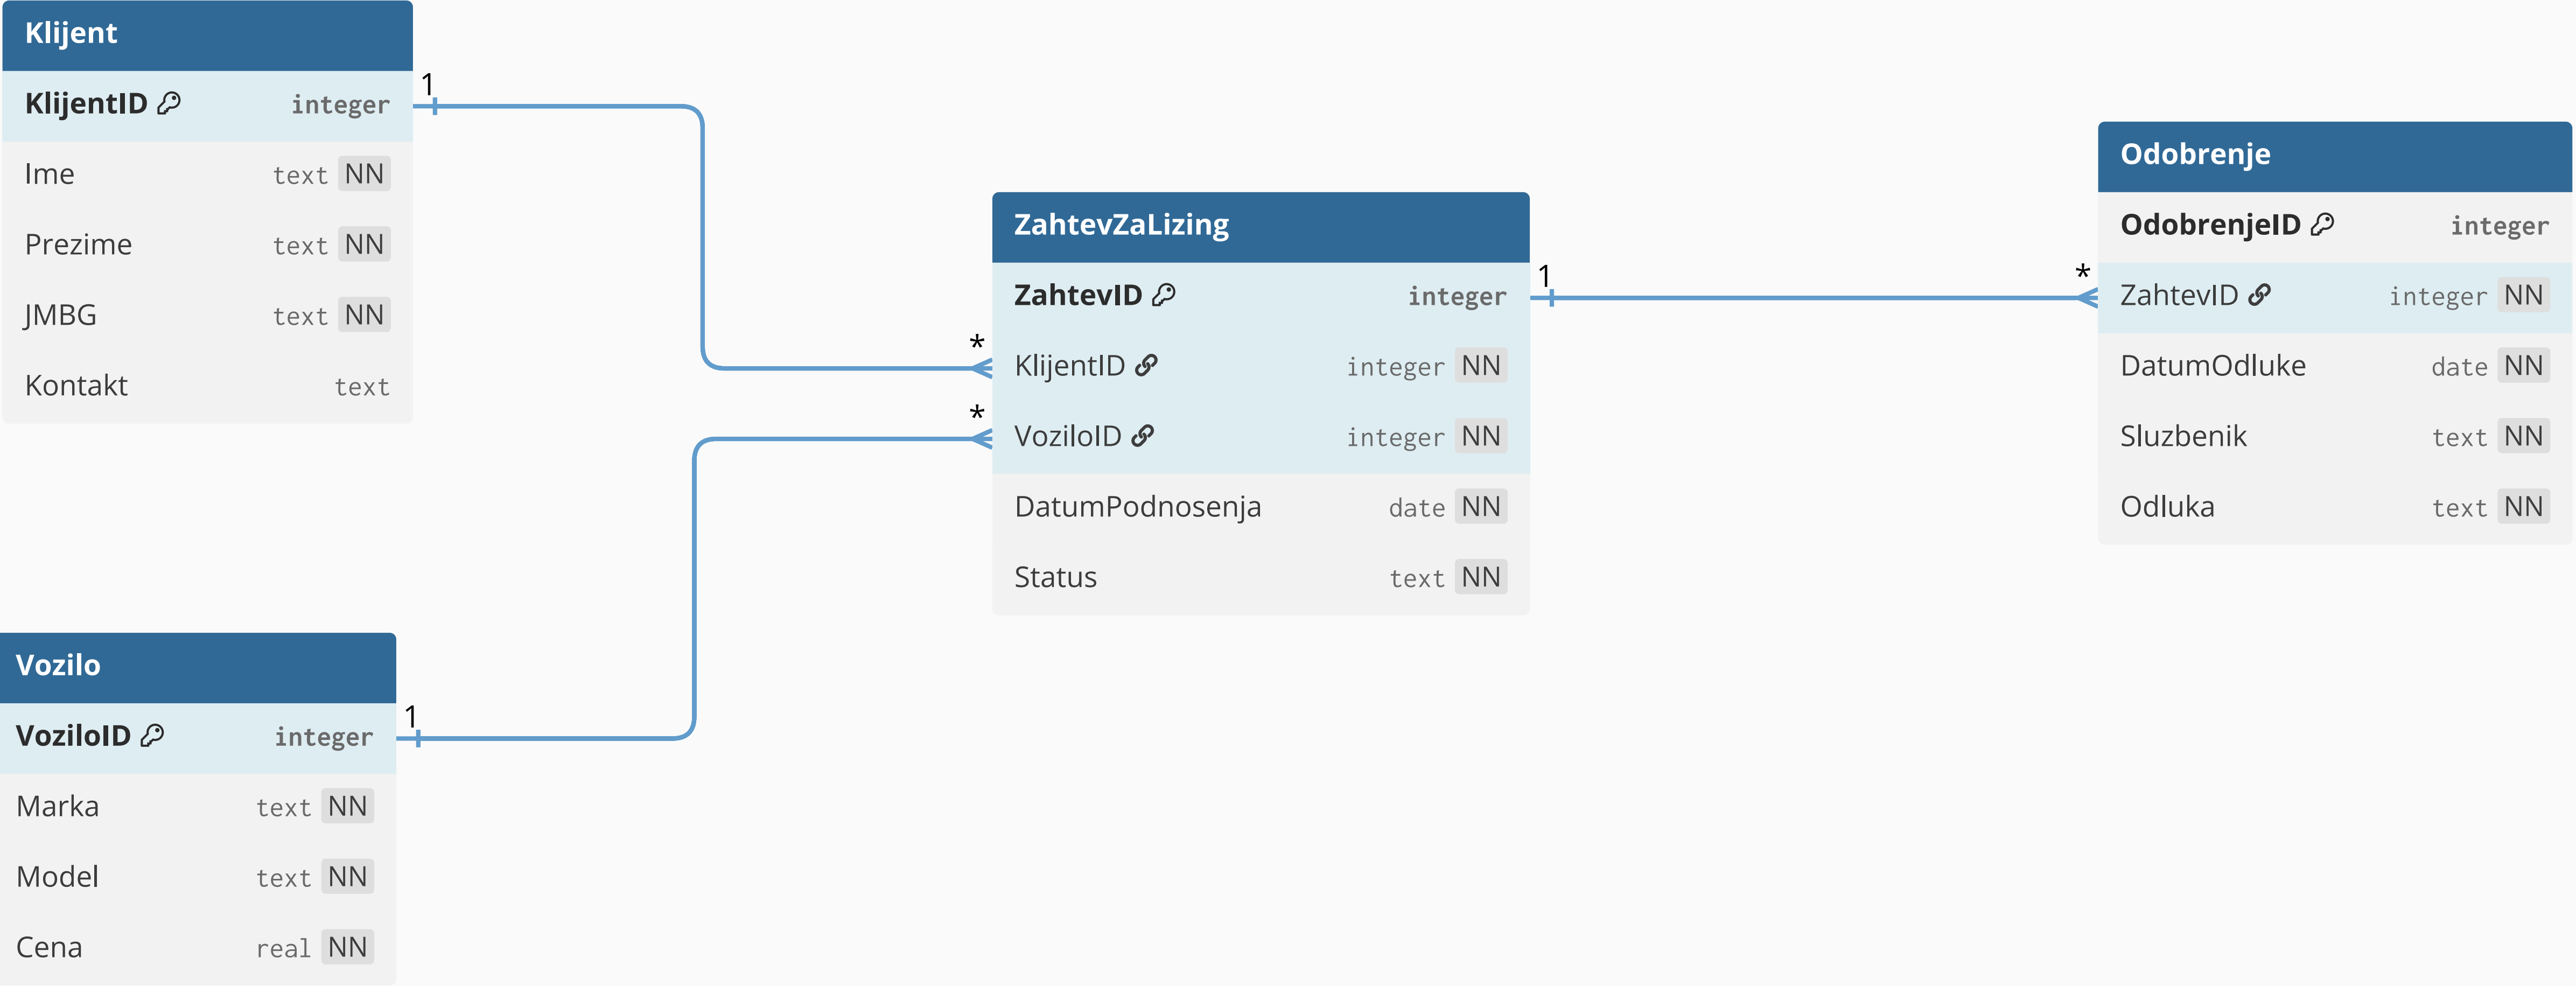 Klijent
KlijentID integer
Ime text NN
Prezime text NN
JMBG text NN
Kontakt text
1
*
ZahtevZaLizing
ZahtevID integer
KlijentID integer NN
VoziloID integer NN
DatumPodnosenja date NN
Status text NN
*
1
*
Odobrenje
OdobrenjeID integer
ZahtevID integer NN
DatumOdluke date NN
Sluzbenik text NN
Odluka text NN
Vozilo
VoziloID integer
Marka text NN
Model text NN
Cena real NN
1